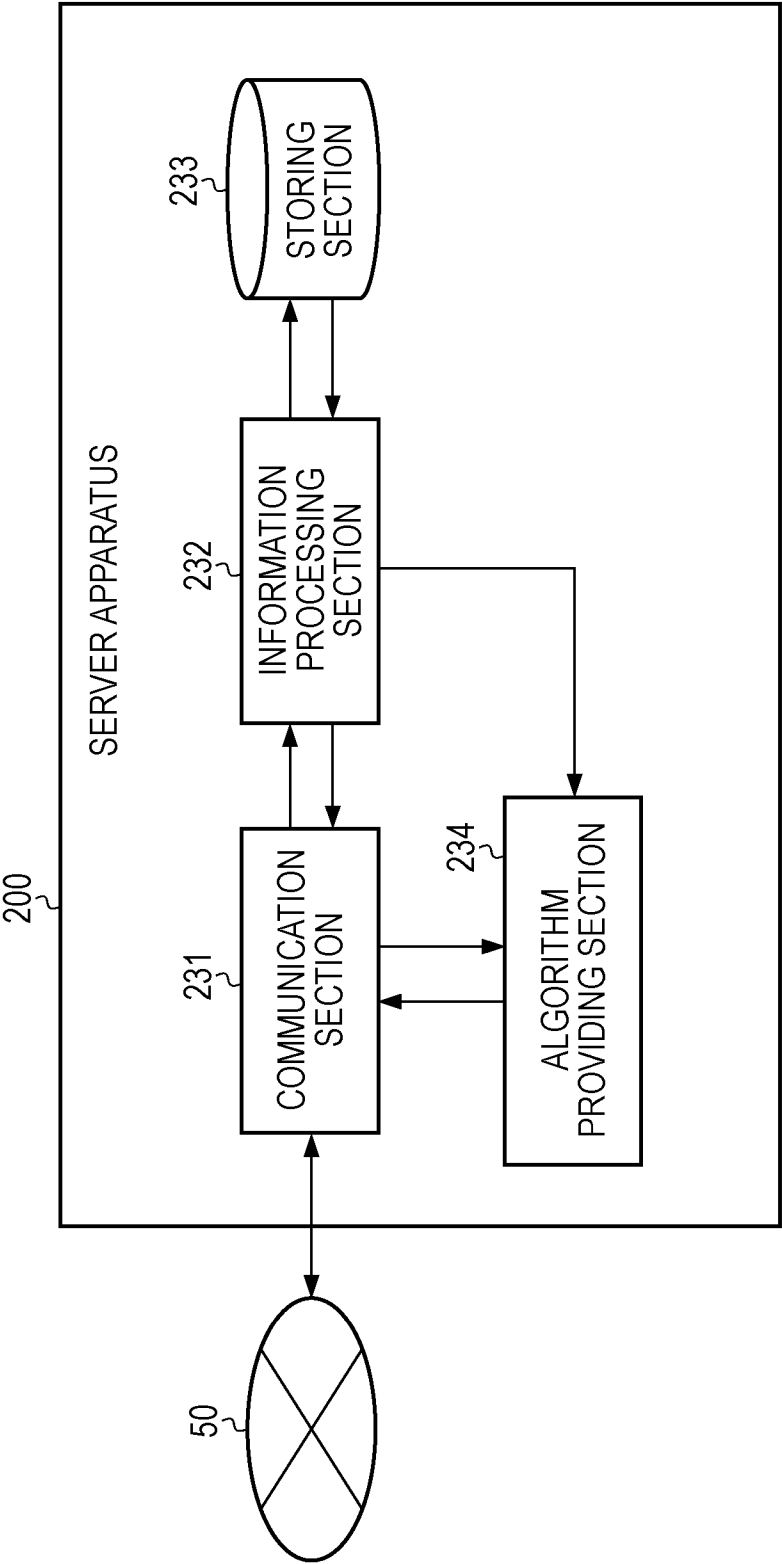 200
SERVER APPARATUS
50
231
COMMUNICATION
SECTION
232
INFORMATION
PROCESSING
SECTION
233
STORING
SECTION
234
ALGORITHM
PROVIDING SECTION